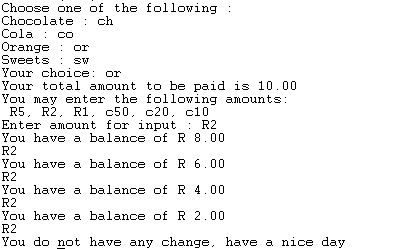 Choose one of the following :
Chocolate : ch
Cola : co
Orange : or
Sweets : sw
Your choice: or
Your total amount to be paid is 10.00
You may enter the following amounts:
 R5, R2, R1, c50, c20, c10
Enter amount for input : R2
You have a balance of R 8.00
R2
You have a balance of R 6.00
R2
You have a balance of R 4.00
R2
You have a balance of R 2.00
R2
You do not have any change, have a nice day